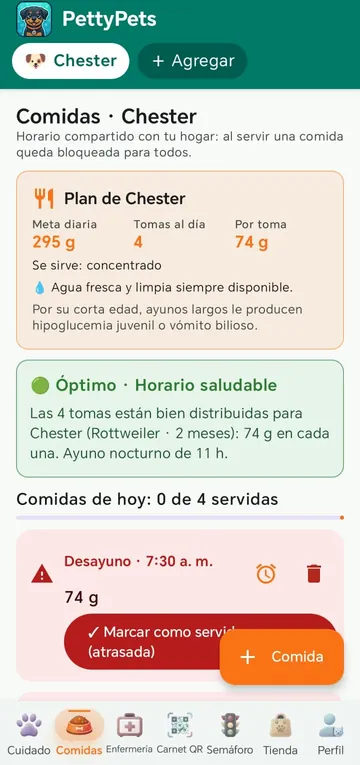 PettyPets
Chester
+ Agregar
Comidas · Chester
Horario compartido con tu hogar: al servir una comida
queda bloqueada para todos.
Plan de Chester
Meta diaria Tomas al día Por toma
295 g 4 74 g
Se sirve: concentrado
Agua fresca y limpia siempre disponible.
Por su corta edad, ayunos largos le producen
hipoglucemia juvenil o vómito bilioso.
Óptimo · Horario saludable
Las 4 tomas están bien distribuidas para
Chester (Rottweiler · 2 meses): 74 g en cada
una. Ayuno nocturno de 11 h.
Comidas de hoy: 0 de 4 servidas
Desayuno · 7:30 a. m.
74 g
✓ Marcar como
(atrasada)
+ Comida
Cuidado Comidas Enfermería Carnet QR Semáforo Tienda Perfil